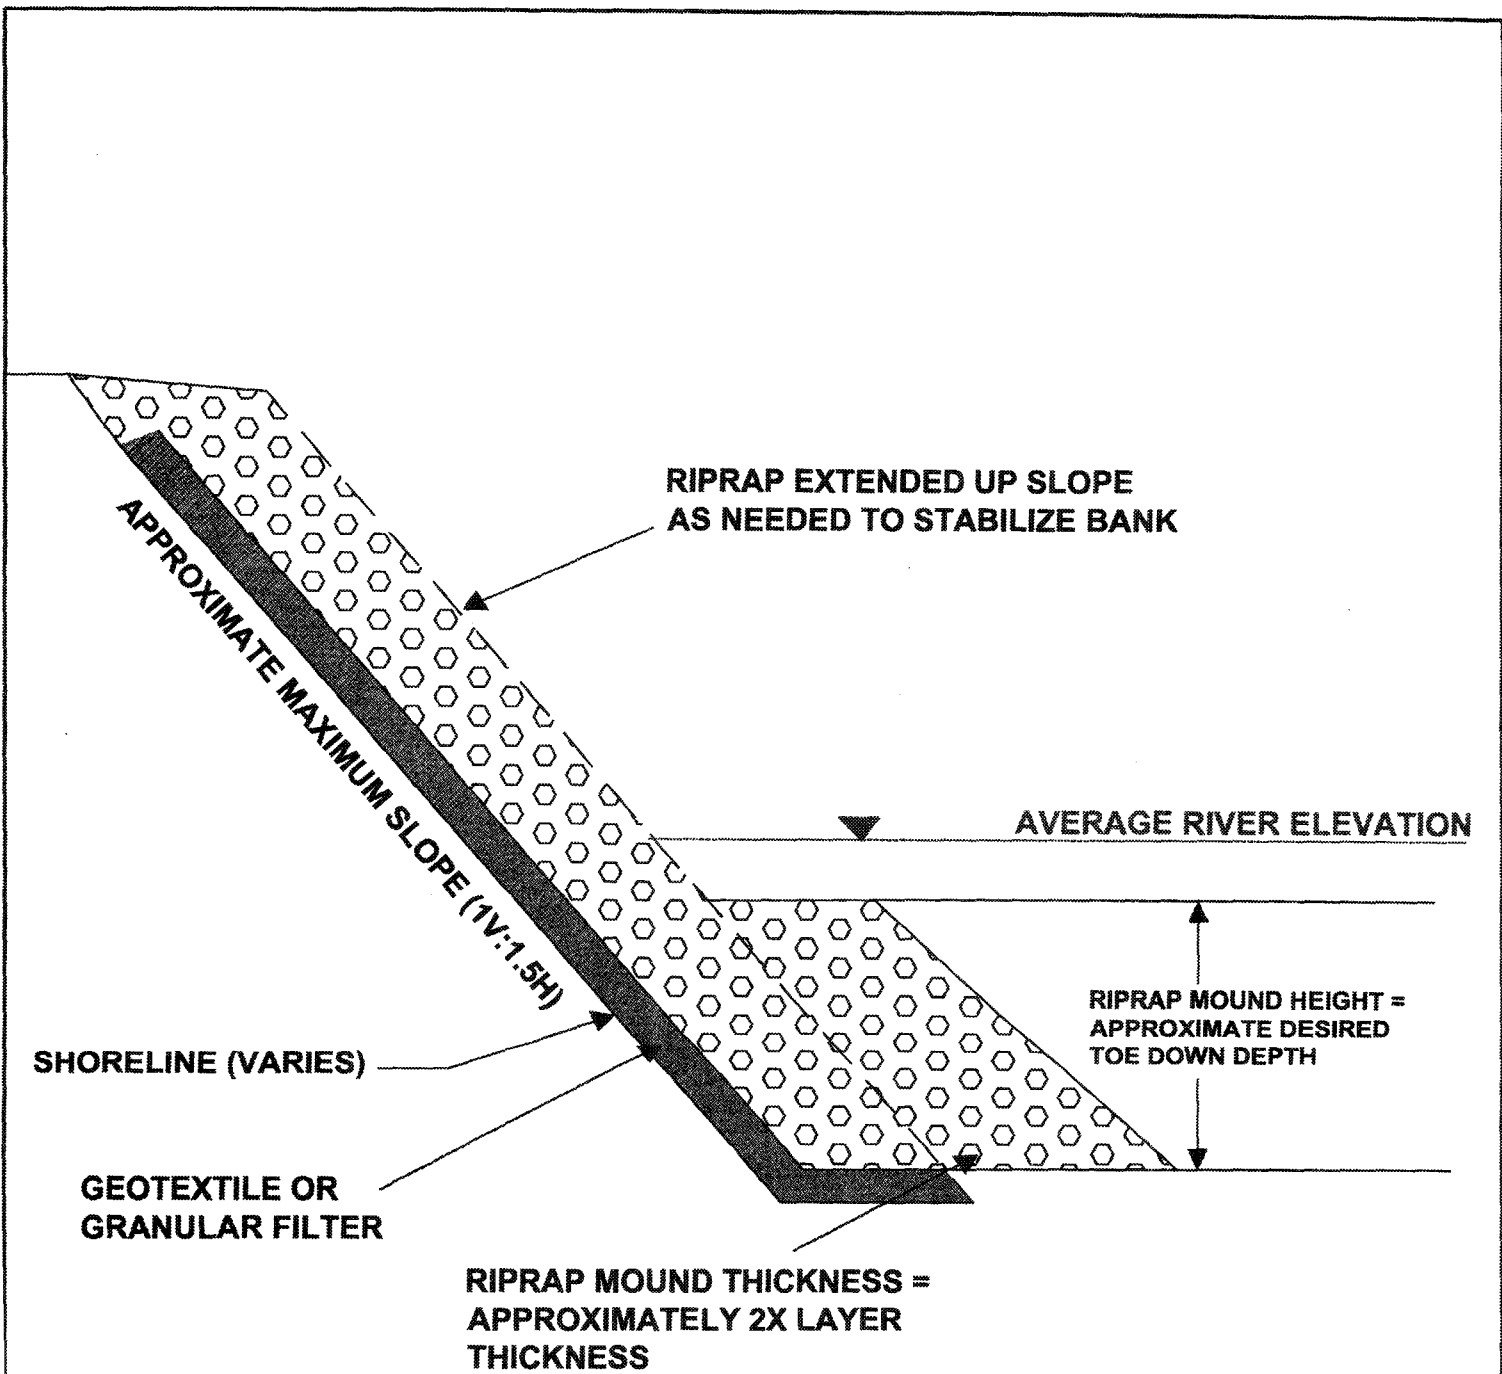 RIPRAP EXTENDED UP SLOPE
AS NEEDED TO STABILIZE BANK
APPROXIMATE MAXIMUM SLOPE (1V:1.5H)
AVERAGE RIVER ELEVATION
RIPRAP MOUND HEIGHT =
APPROXIMATE DESIRED
TOE DOWN DEPTH
SHORELINE (VARIES)
GEOTEXTILE OR
GRANULAR FILTER
RIPRAP MOUND THICKNESS =
APPROXIMATELY 2X LAYER
THICKNESS